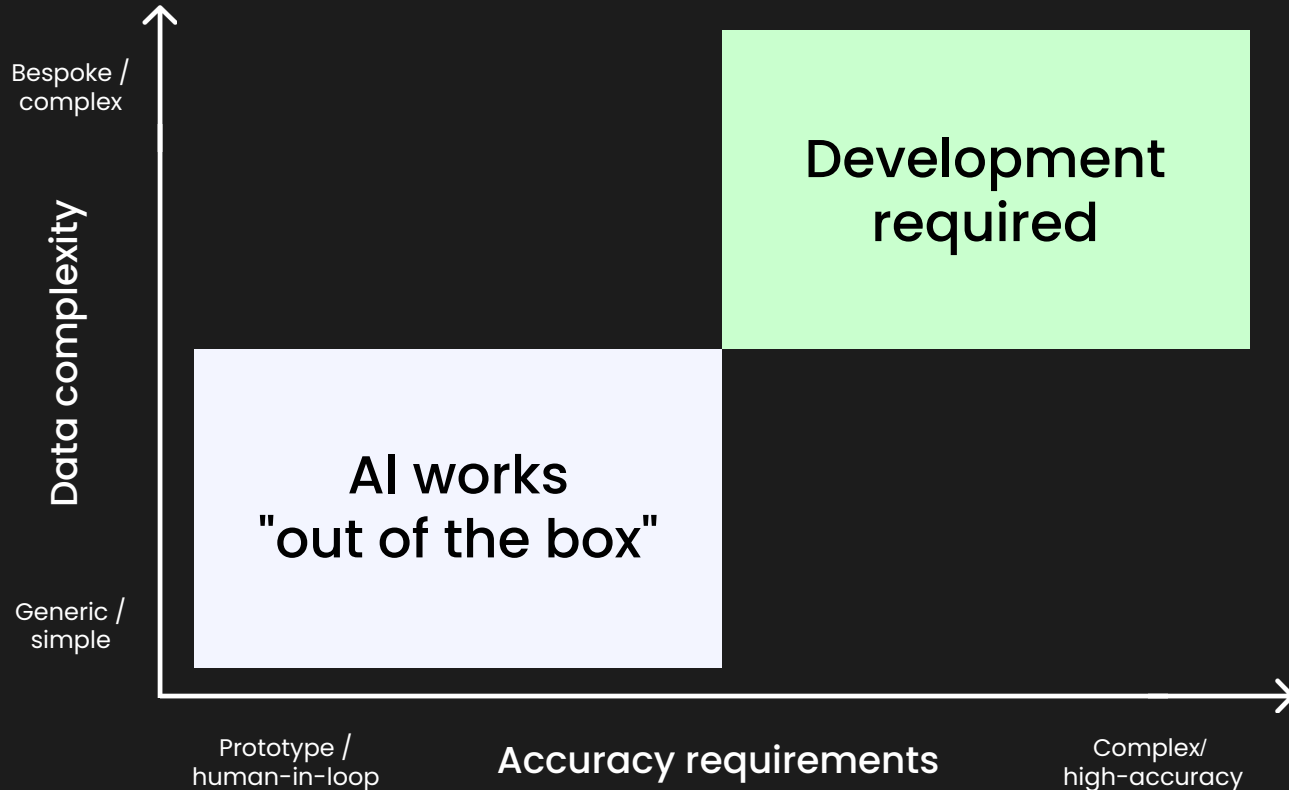 Bespoke /
complex
Development
required
Data complexity
AI works
"out of the box"
Generic /
simple
Prototype /
human-in-loop
Accuracy requirements
Complex/
high-accuracy